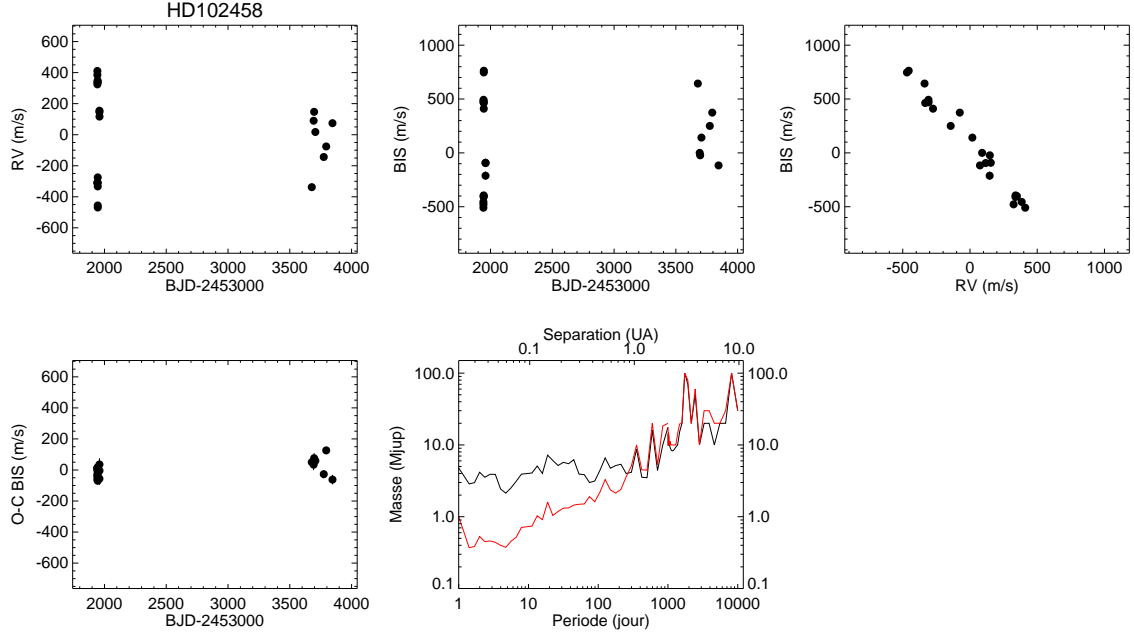 HD102458
600
400
200
0
-200
-400
-600
RV (m/s)
2000 2500 3000 3500 4000
BJD-2453000
1000
500
0
-500
BIS (m/s)
2000 2500 3000 3500 4000
BJD-2453000
1000
500
0
-500
BIS (m/s)
-500 0 500 1000
RV (m/s)
600
400
200
0
-200
-400
-600
O-C BIS (m/s)
2000 2500 3000 3500 4000
BJD-2453000
Separation (UA)
0.1 1.0 10.0
100.0 100.0
10.0 10.0
1.0 1.0
0.1 0.1
Masse (Mjup)
1 10 100 1000 10000
Periode (jour)